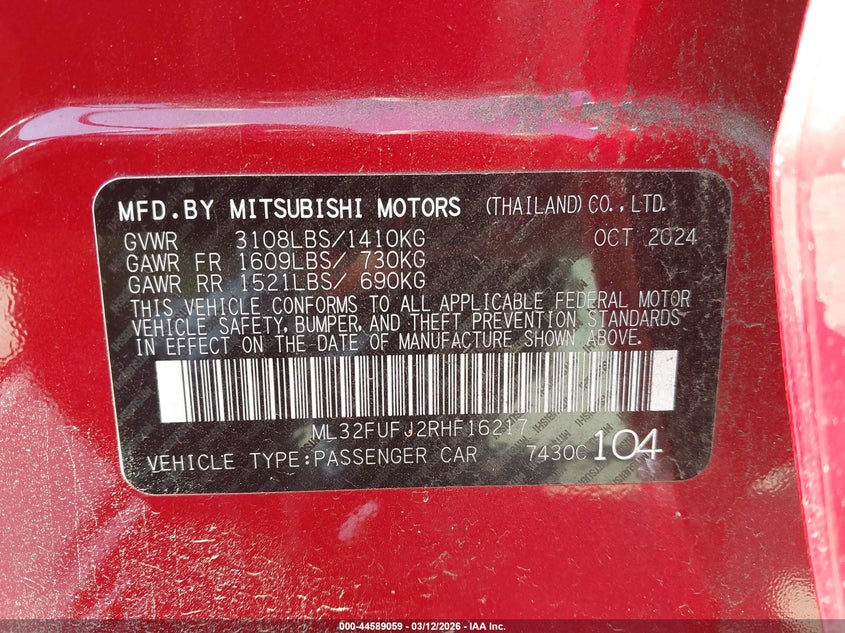 MFD.BY MITSUBISHI MOTORS (THAILAND) CO.,LTD.
GVWR 3108LBS/1410KG OCT 2024
GAWR FR 1609LBS/ 730KG
GAWR RR 1521LBS/ 690KG
THIS VEHICLE CONFORMS TO ALL APPLICABLE FEDERAL MOTOR
VEHICLE SAFETY, BUMPER, AND THEFT PREVENTION STANDARDS
IN EFFECT ON THE DATE OF MANUFACTURE SHOWN ABOVE.
ML32FUFJ2RHF16217
VEHICLE TYPE:PASSENGER CAR 7430C 104
000-44589059 - 03/12/2026 - IAA Inc.